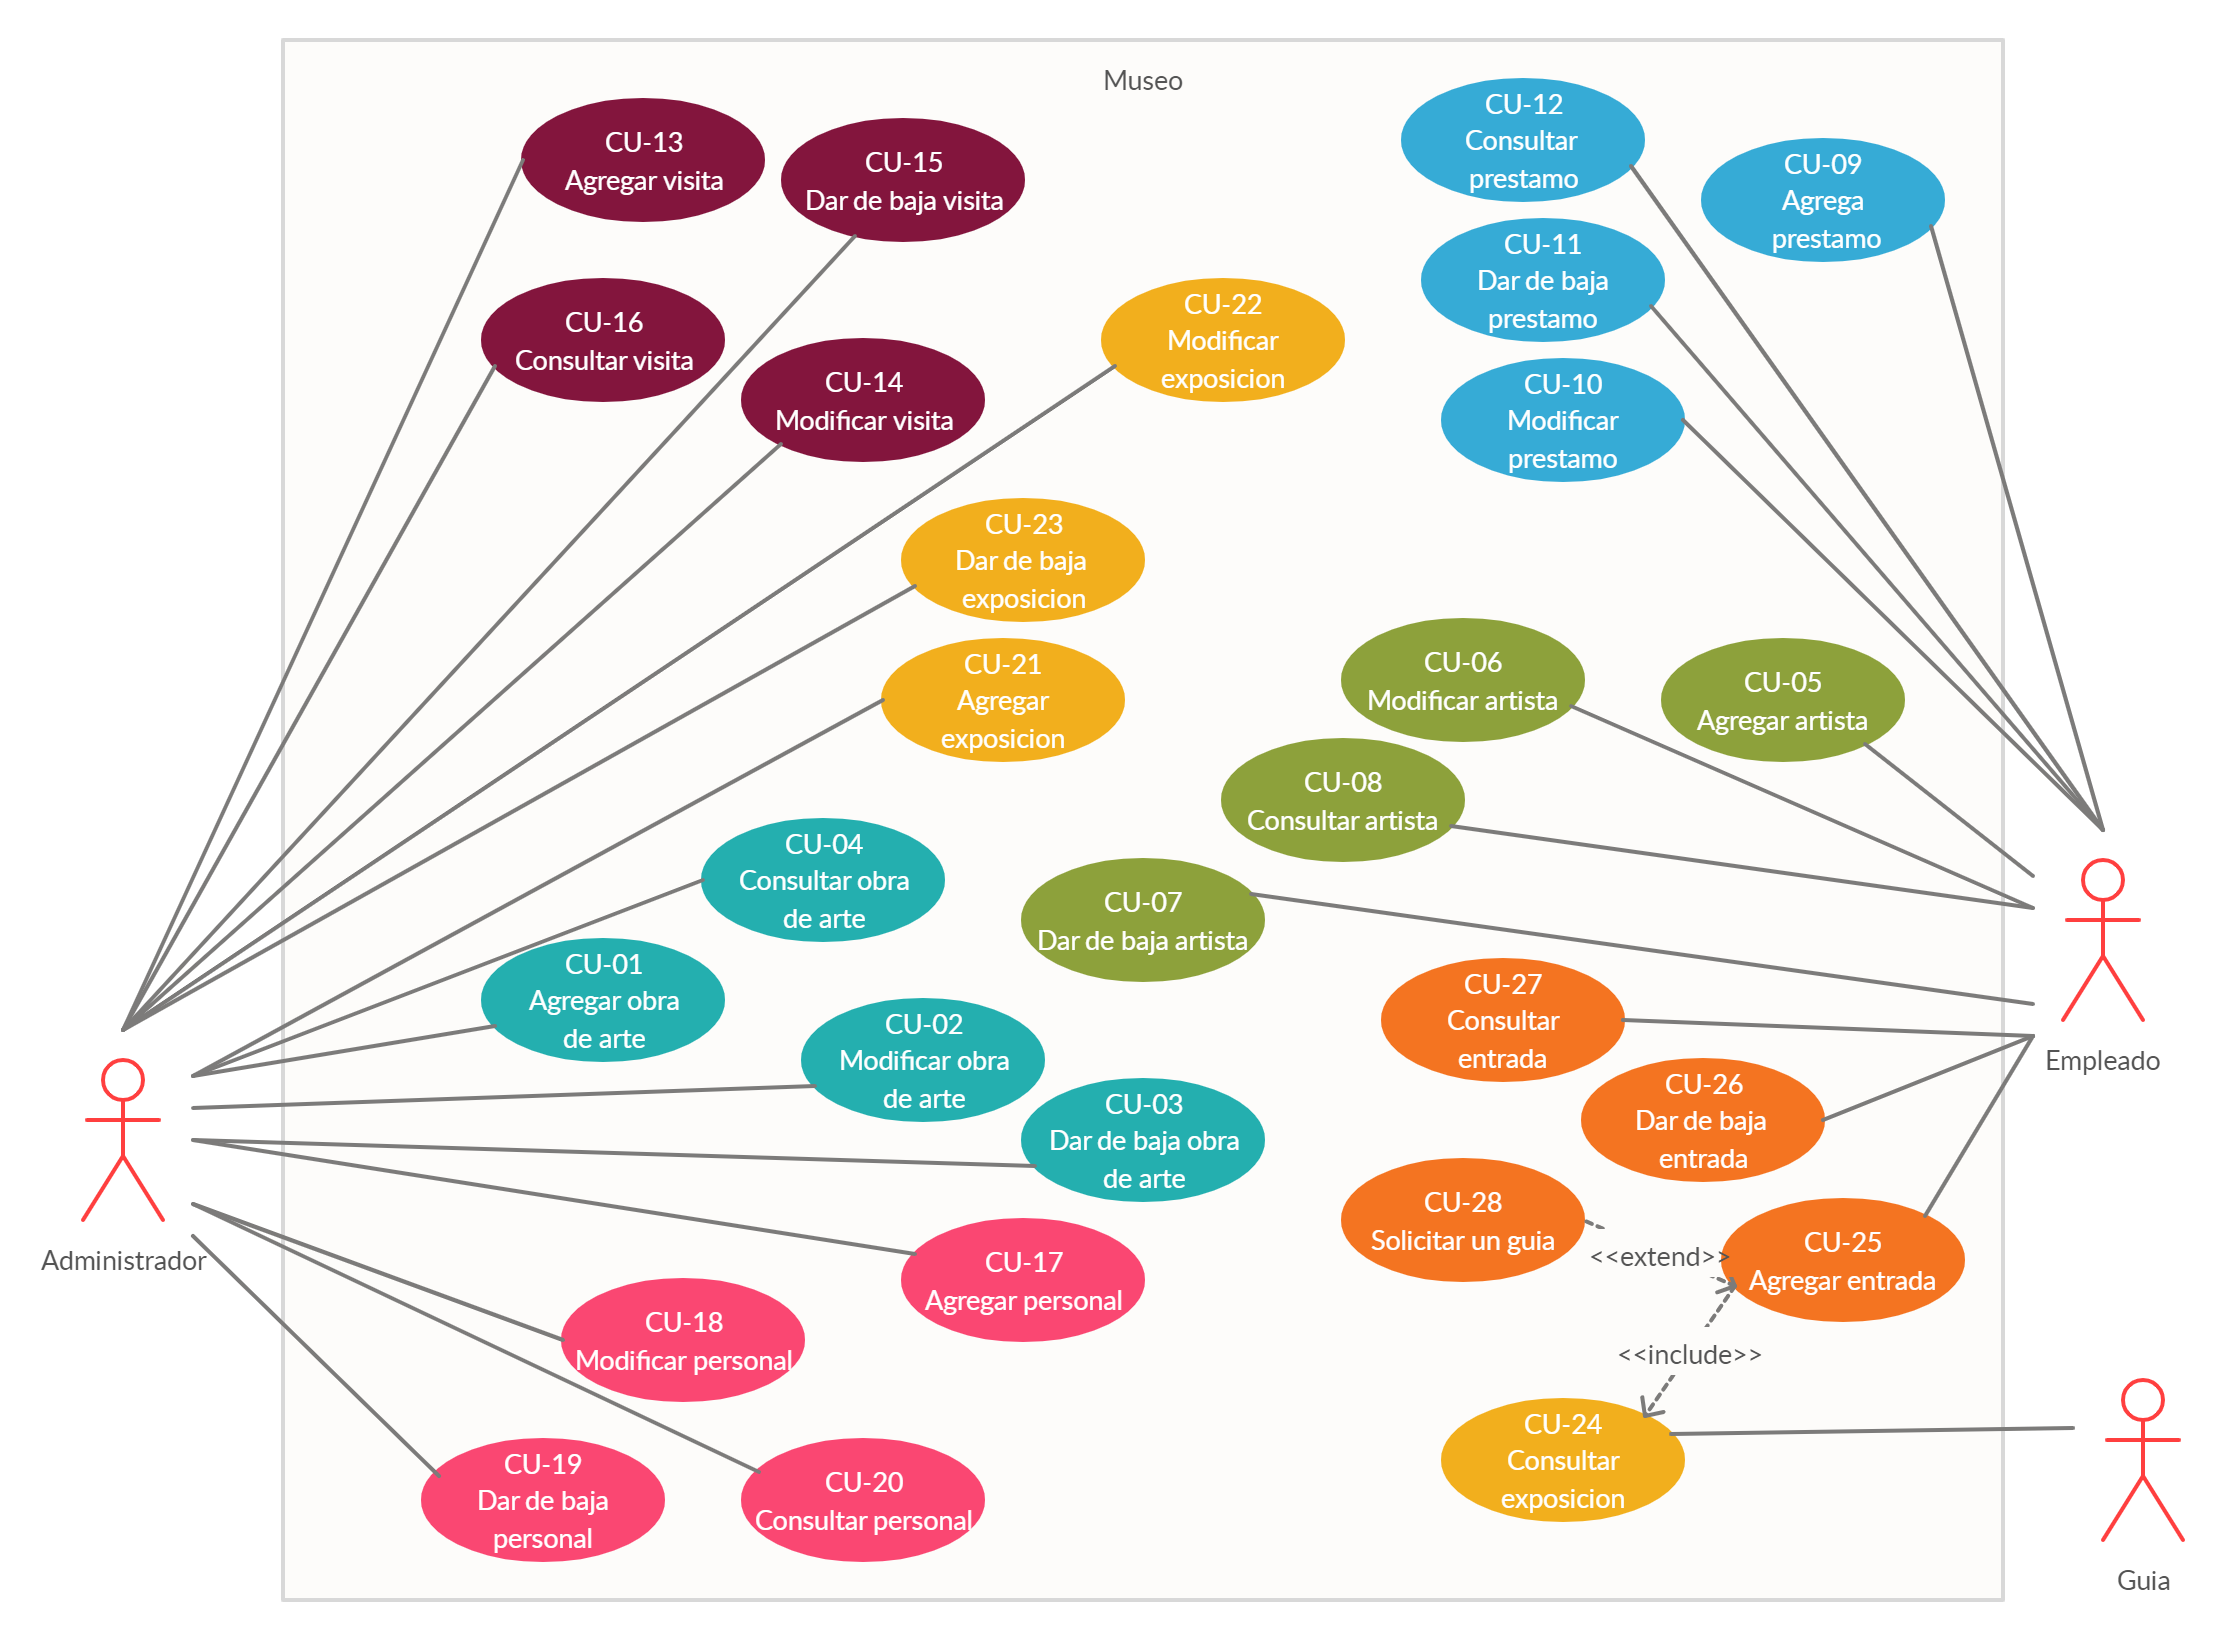 Museo
CU-13
Agregar visita
CU-15
Dar de baja visita
CU-12
Consultar
prestamo
CU-09
Agrega
prestamo
CU-11
Dar de baja
prestamo
CU-16
Consultar visita
CU-14
Modificar visita
CU-22
Modificar
exposicion
CU-10
Modificar
prestamo
CU-23
Dar de baja
exposicion
CU-21
Agregar
exposicion
CU-06
Modificar artista
CU-05
Agregar artista
CU-08
Consultar artista
CU-04
Consultar obra
de arte
CU-07
Dar de baja artista
CU-01
Agregar obra
de arte
CU-02
Modificar obra
de arte
CU-27
Consultar
entrada
Empleado
CU-26
Dar de baja
entrada
CU-03
Dar de baja obra
de arte
CU-28
Solicitar un guia
<<extend>>
CU-25
Agregar entrada
Administrador
CU-17
Agregar personal
CU-18
Modificar personal
<<include>>
CU-24
Consultar
exposicion
CU-19
Dar de baja
personal
CU-20
Consultar personal
Guia